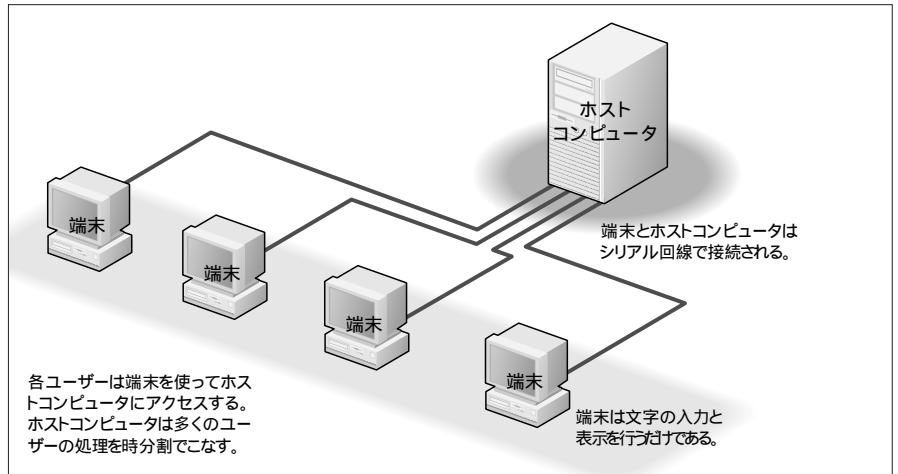 ホスト
コンピュータ
端末
端末
端末
端末
端末とホストコンピュータは
シリアル回線で接続される。
各ユーザーは端末を使ってホス
トコンピュータにアクセスする。
ホストコンピュータは多くのユー
ザーの処理を時分割でこなす。
端末は文字の入力と
表示を行うだけである。